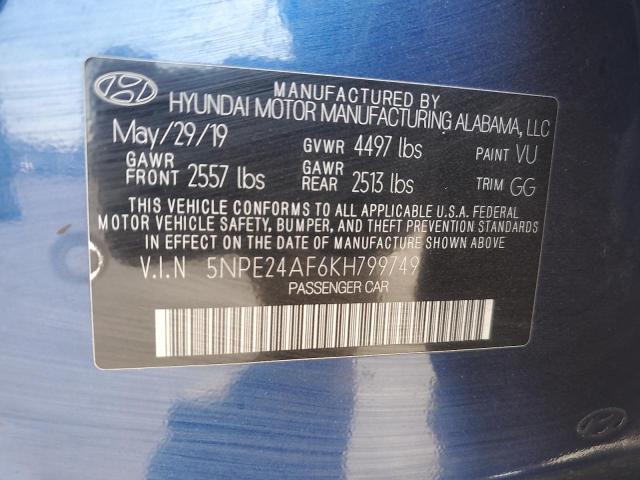 MANUFACTURED BY
HYUNDAI MOTOR MANUFACTURING ALABAMA, LLC
May/29/19 GVWR 4497 lbs PAINT VU
GAWR FRONT 2557 lbs GAWR REAR 2513 lbs TRIM GG
THIS VEHICLE CONFORMS TO ALL APPLICABLE U.S.A. FEDERAL
MOTOR VEHICLE SAFETY, BUMPER, AND THEFT PREVENTION STANDARDS
IN EFFECT ON THE DATE OF MANUFACTURE SHOWN ABOVE
V.I.N 5NPE24AF6KH799749
PASSENGER CAR